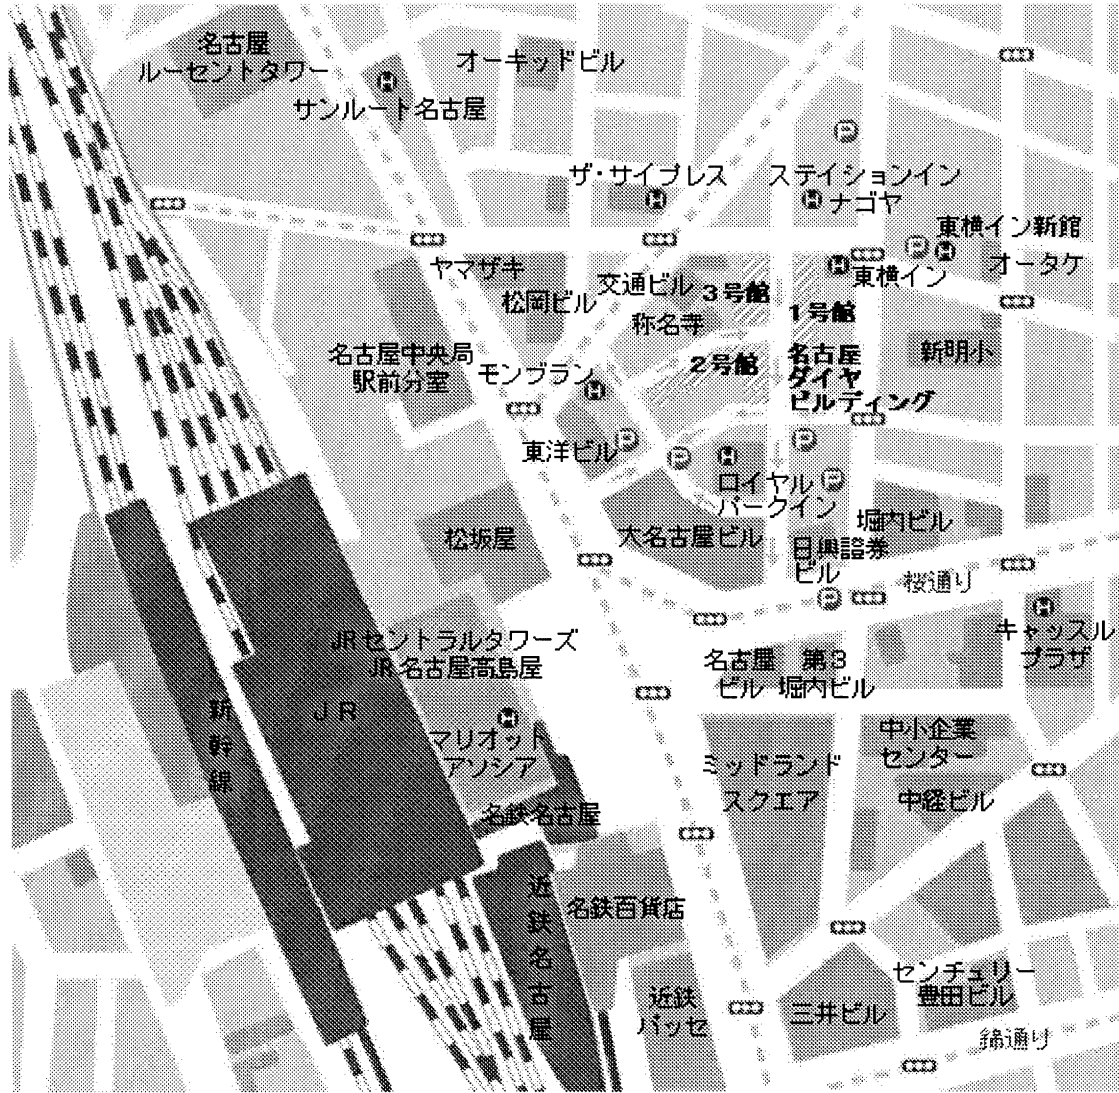 名古屋
ルーセントタワー
オーキッドビル
H
サンルート名古屋
P
ザ・サイプレス
H
ステイションイン
H ナゴヤ
東横イン新館
P H
オータケ
H 東横イン
ヤマザキ
松岡ビル
交通ビル
3号館
称名寺
1号館
名古屋中央局
駅前分室
モンブラン
H
2号館
名古屋
ダイヤ
ビルディング
新明小
東洋ビル
P
P
H
P
ロイヤル
パークイン
P
松坂屋
大名古屋ビル
堀内ビル
日興證券
ビル
P
桜通り
H
キャッスル
プラザ
JRセントラルタワーズ
JR名古屋高島屋
名古屋
ビル
第3
堀内ビル
新幹線
JR
H
マリオット
アソシア
ミッドランド
スクエア
中小企業
センター
中経ビル
名鉄名古屋
近鉄名古屋
名鉄百貨店
近鉄
パッセ
三井ビル
センチュリー
豊田ビル
錦通り